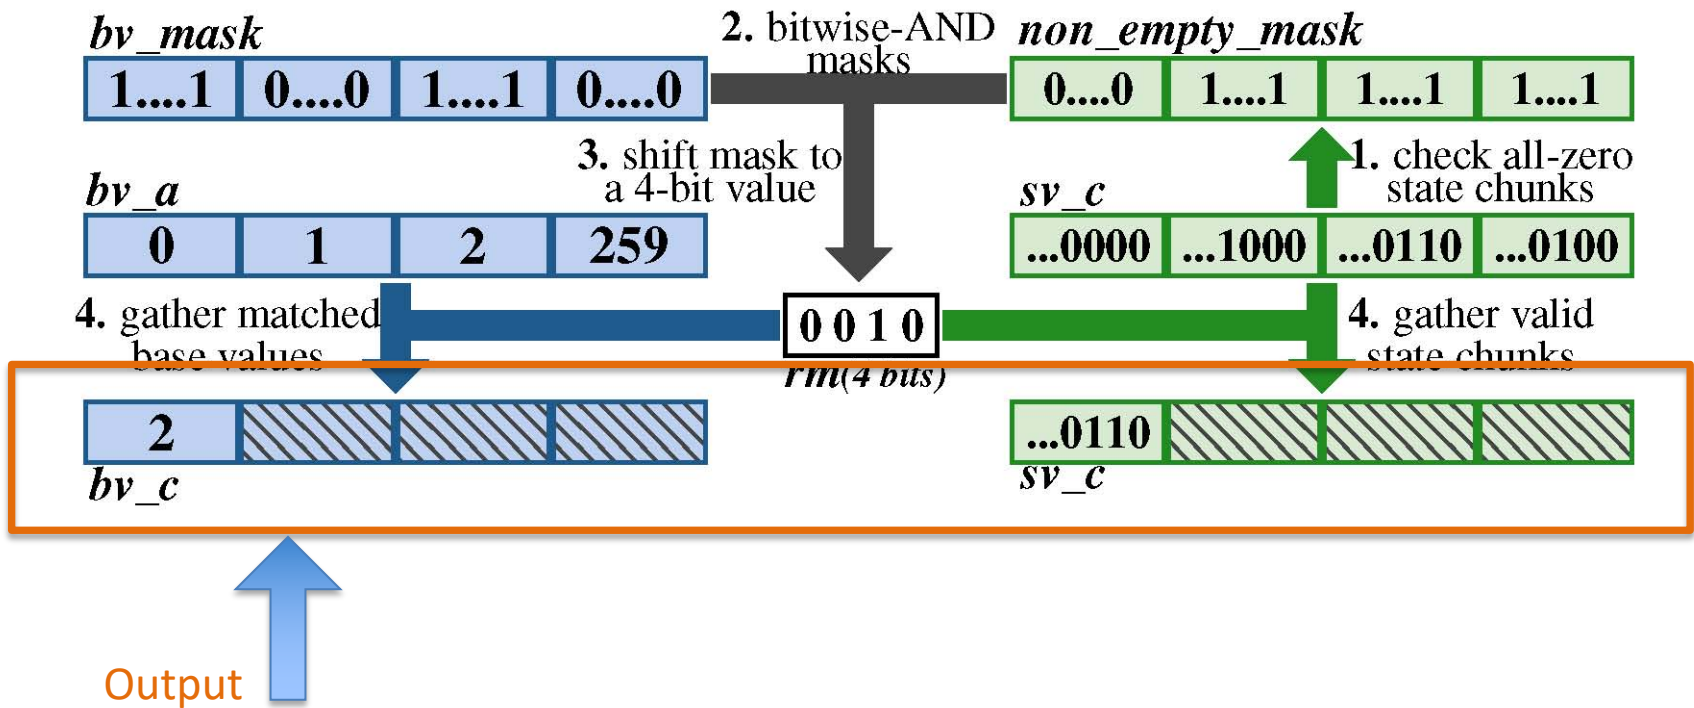 bv_mask
2. bitwise-AND
masks
non_empty_mask
1....1 0....0 1....1 0....0
0....0 1....1 1....1 1....1
3. shift mask to
a 4-bit value
1. check all-zero
state chunks
bv_a
sv_c
0 1 2 259
...0000 ...1000 ...0110 ...0100
4. gather matched
base values
0 0 1 0
rm(4 bits)
4. gather valid
state chunks
2
...0110
bv_c
sv_c
Output